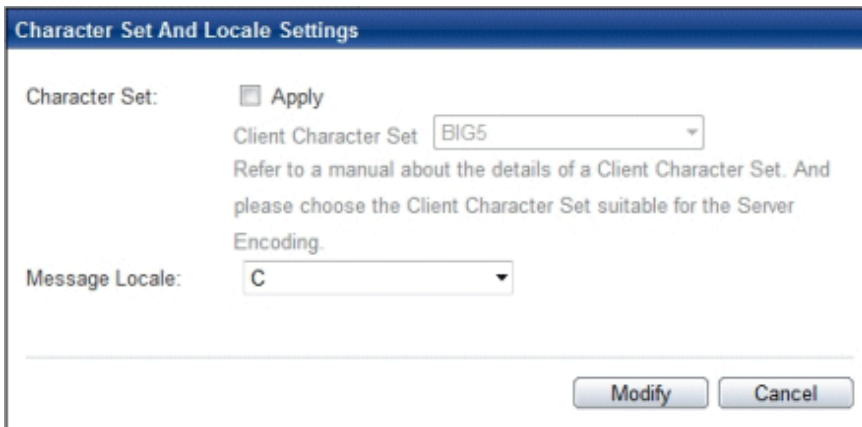 Character Set And Locale Settings
Character Set: Apply
Client Character Set BIG5
Refer to a manual about the details of a Client Character Set. And
please choose the Client Character Set suitable for the Server
Encoding.
Message Locale: C
Modify Cancel